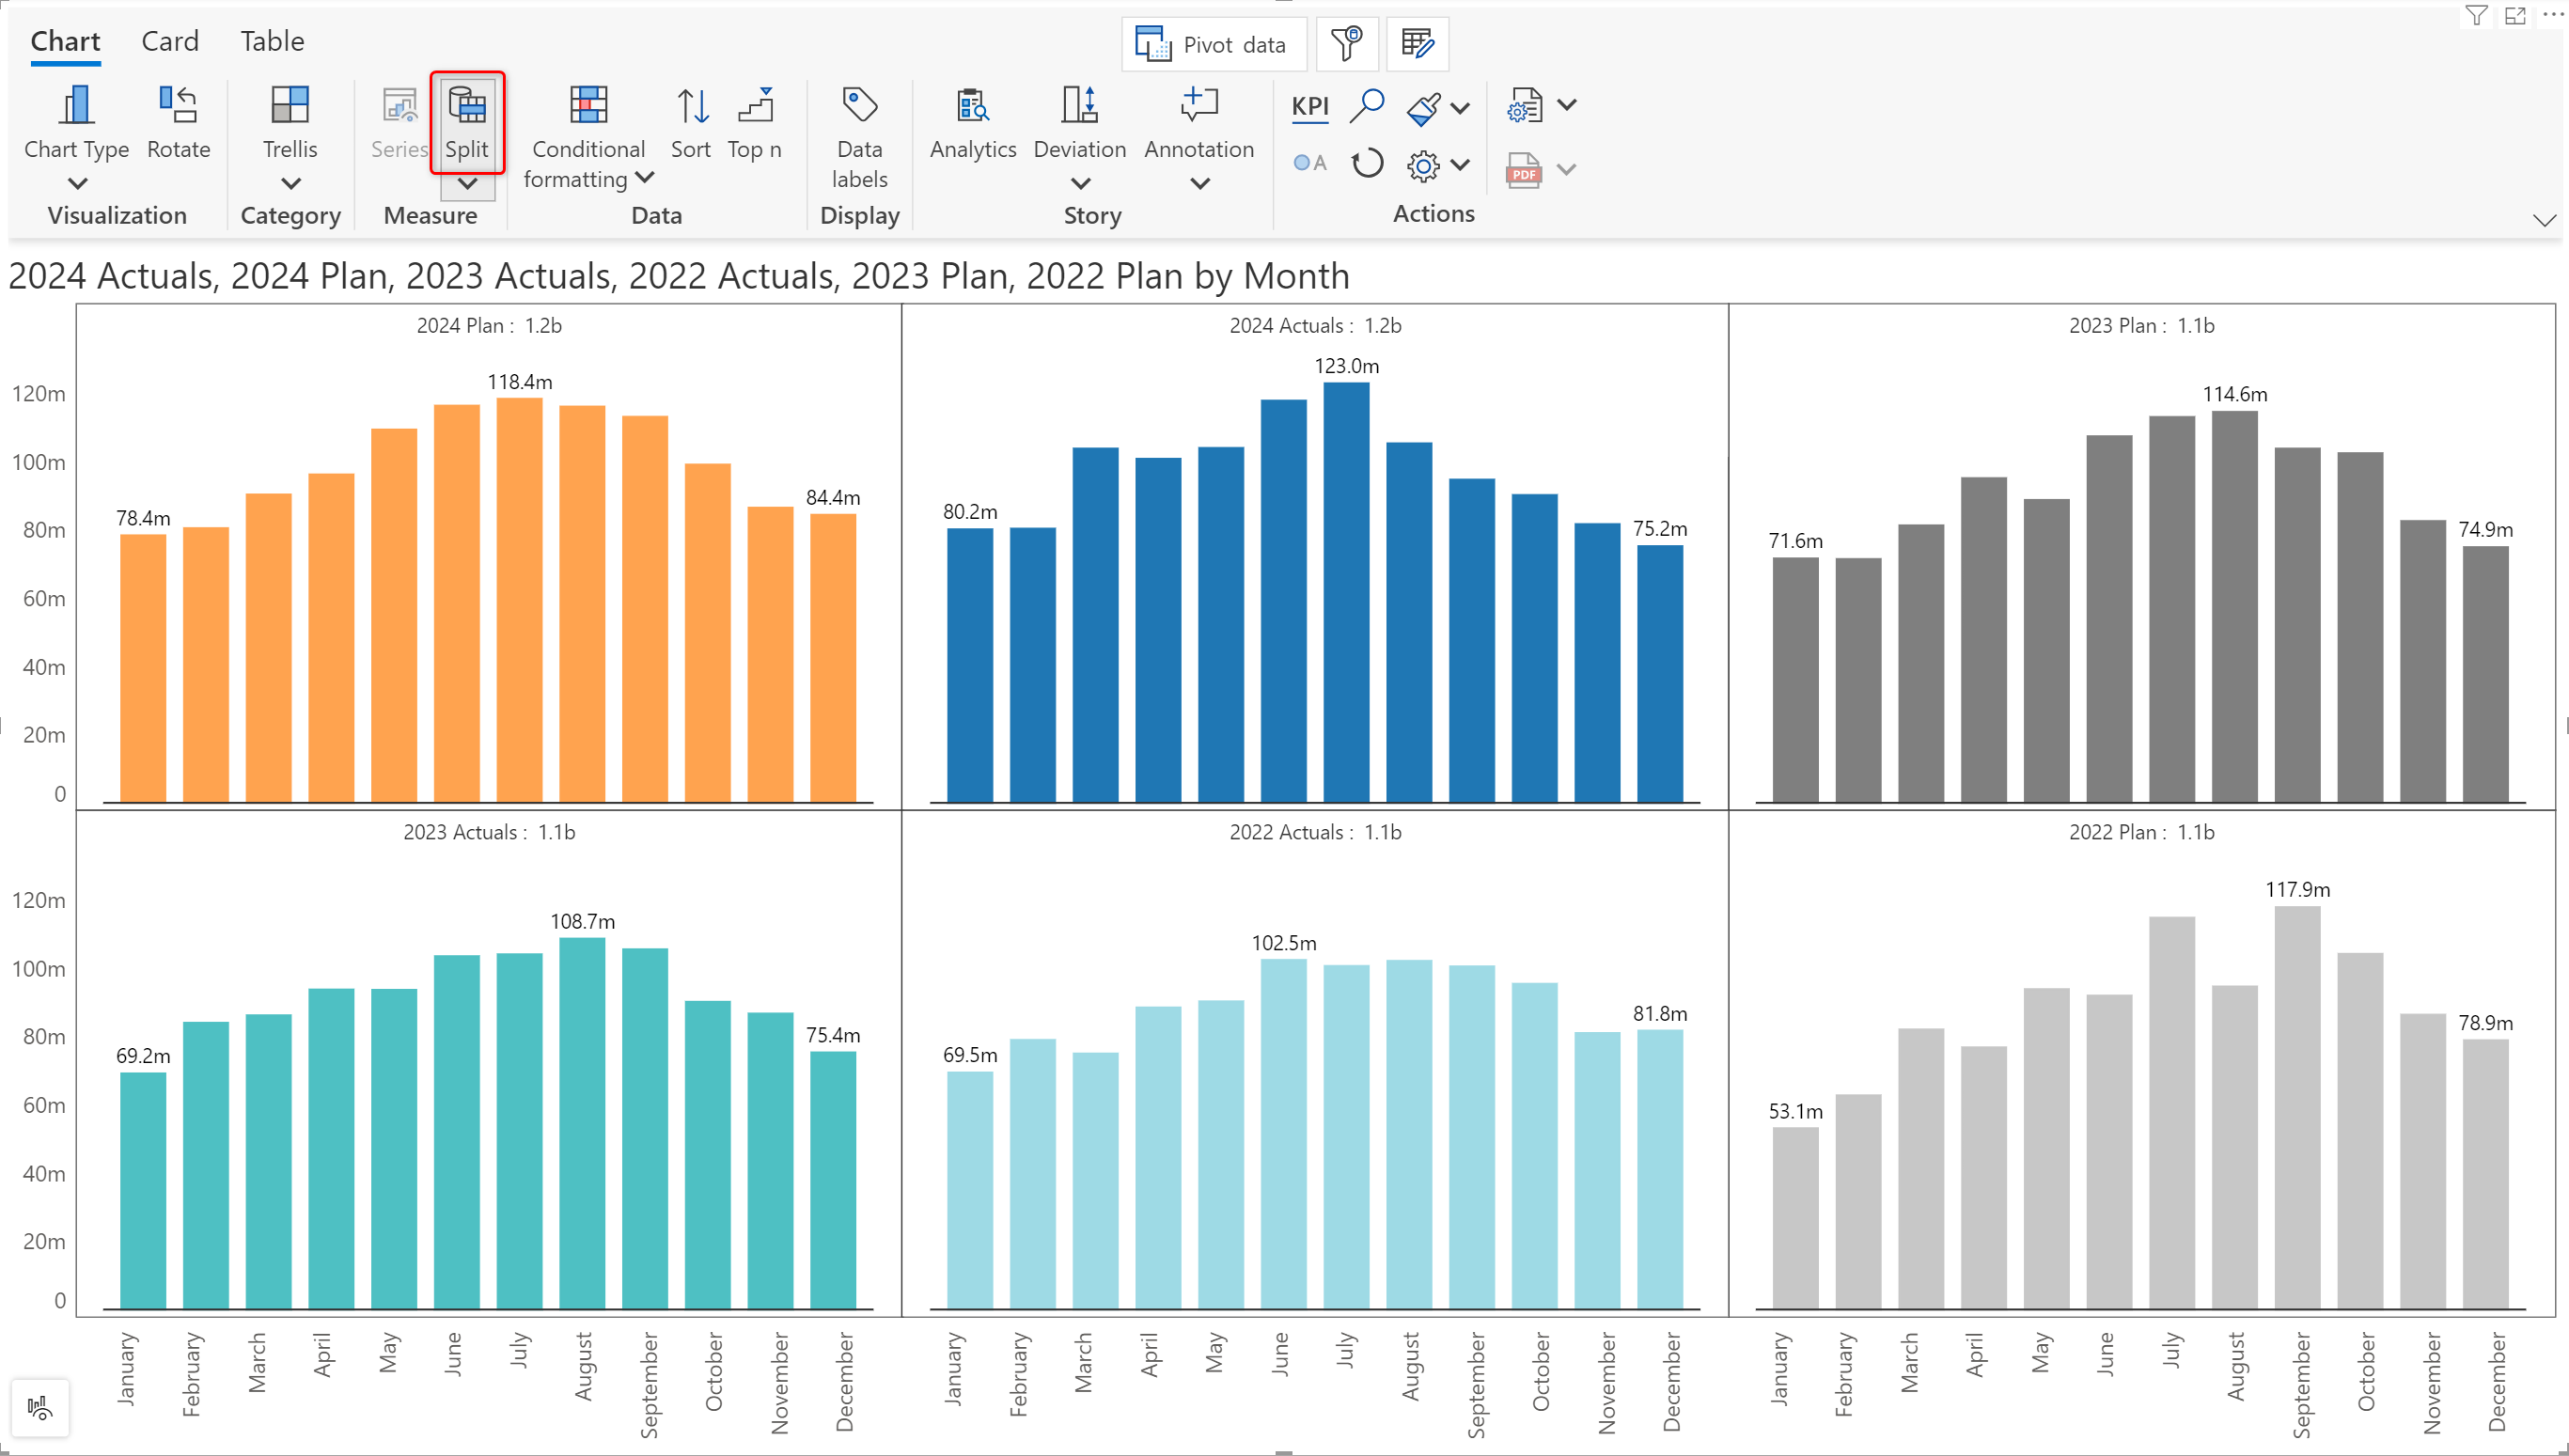 Chart Card Table
Pivot data
Chart Type Rotate Trellis Series Split Conditional formatting Sort Top n Data labels Analytics Deviation Annotation KPI
A
PDF
Visualization Category Measure Data Display Story Actions
2024 Actuals, 2024 Plan, 2023 Actuals, 2022 Actuals, 2023 Plan, 2022 Plan by Month
2024 Plan : 1.2b
120m
100m
80m
60m
40m
20m
0
78.4m
118.4m
84.4m
2024 Actuals : 1.2b
80.2m
123.0m
75.2m
2023 Plan : 1.1b
71.6m
114.6m
74.9m
2023 Actuals : 1.1b
120m
100m
80m
60m
40m
20m
0
69.2m
108.7m
75.4m
2022 Actuals : 1.1b
69.5m
102.5m
81.8m
2022 Plan : 1.1b
53.1m
117.9m
78.9m
January February March April May June July August September October November December
January February March April May June July August September October November December
January February March April May June July August September October November December